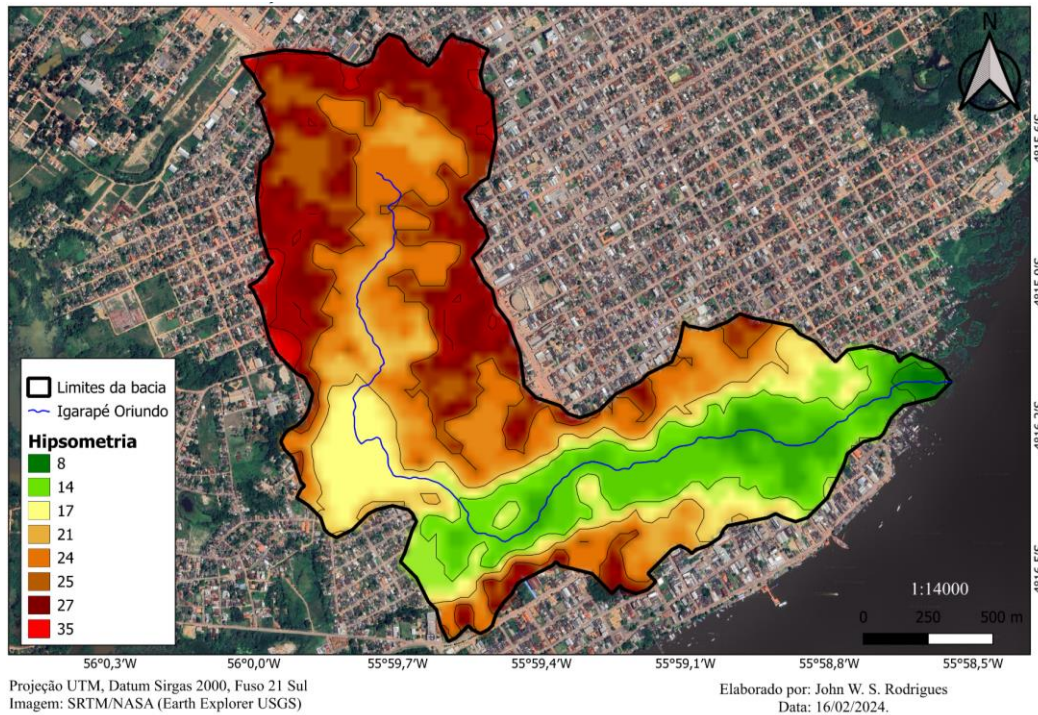 N
Limites da bacia
Igarapé Oriundo
Hipsometria
8
14
17
21
24
25
27
35
1:14000
0 250 500 m
56°0,3'W 56°0,0'W 55°59,7'W 55°59,4'W 55°59,1'W 55°58,8'W 55°58,5'W
Projeção UTM, Datum Sirgas 2000, Fuso 21 Sul
Imagem: SRTM/NASA (Earth Explorer USGS)
Elaborado por: John W. S. Rodrigues
Data: 16/02/2024.